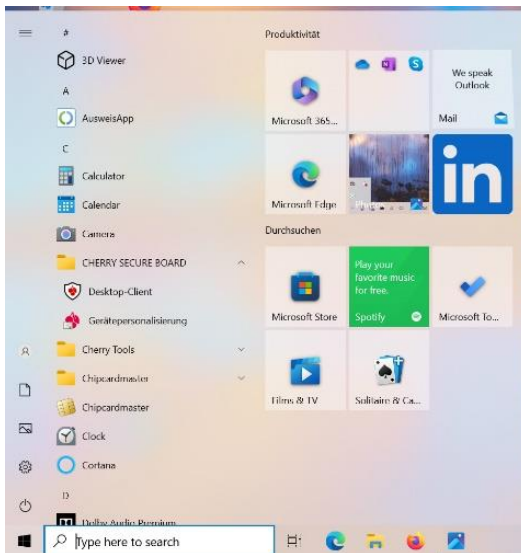 #
3D Viewer
A
AusweisApp
C
Calculator
Calendar
Camera
CHERRY SECURE BOARD
Desktop-Client
Gerätepersonalisierung
Cherry Tools
Chipcardmaster
Chipcardmaster
Clock
Cortana
D
Dolby Audio Premium
Produktivität
Microsoft 365...
We speak
Outlook
Mail
Microsoft Edge
Photos
in
Durchsuchen
Microsoft Store
Play your
favorite music
for free.
Spotify
Microsoft To...
Films & TV
Solitaire & Ca...
Type here to search